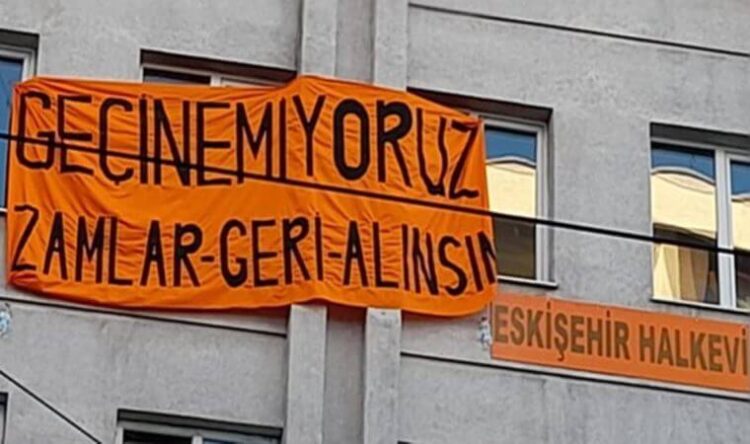 GEÇİNEMİYORUZ
ZAMLAR-GERİ-ALINSIN
ESKİŞEHİR HALKEVİ